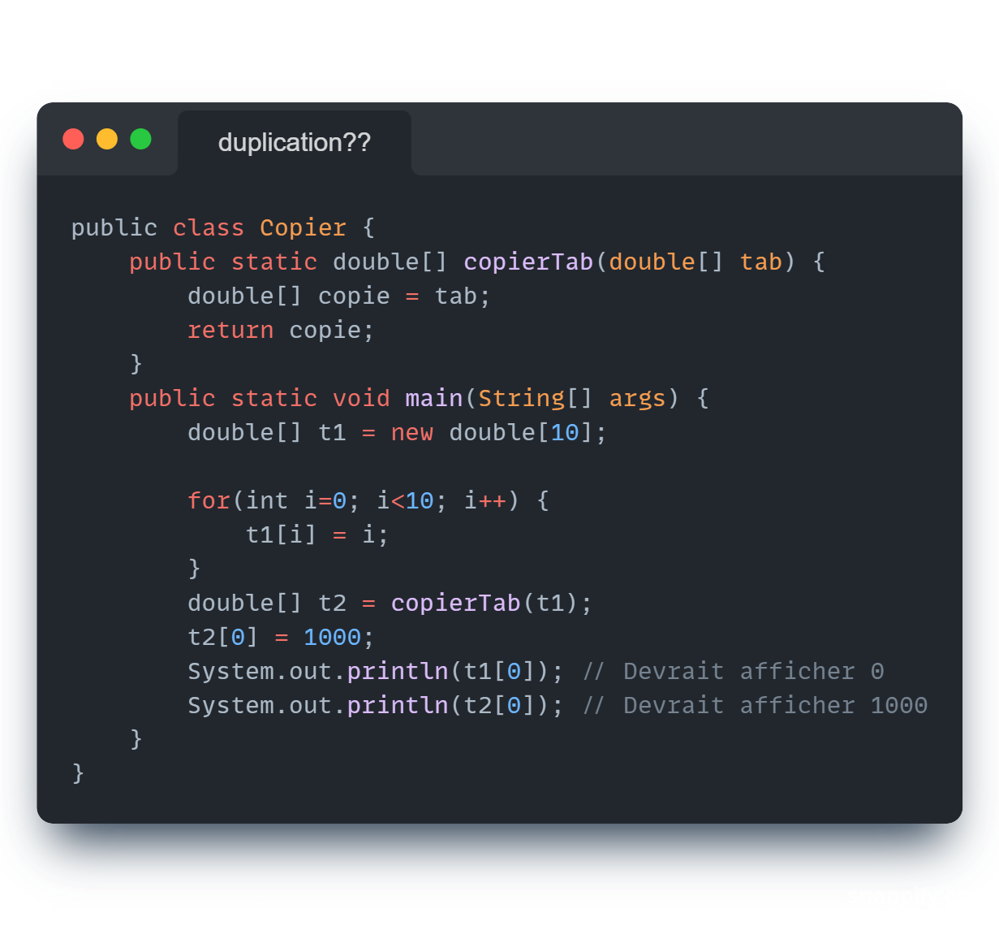 duplication??
public class Copier {
    public static double[] copierTab(double[] tab) {
        double[] copie = tab;
        return copie;
    }
    public static void main(String[] args) {
        double[] t1 = new double[10];

        for(int i=0; i<10; i++) {
            t1[i] = i;
        }
        double[] t2 = copierTab(t1);
        t2[0] = 1000;
        System.out.println(t1[0]); // Devrait afficher 0
        System.out.println(t2[0]); // Devrait afficher 1000
    }
}